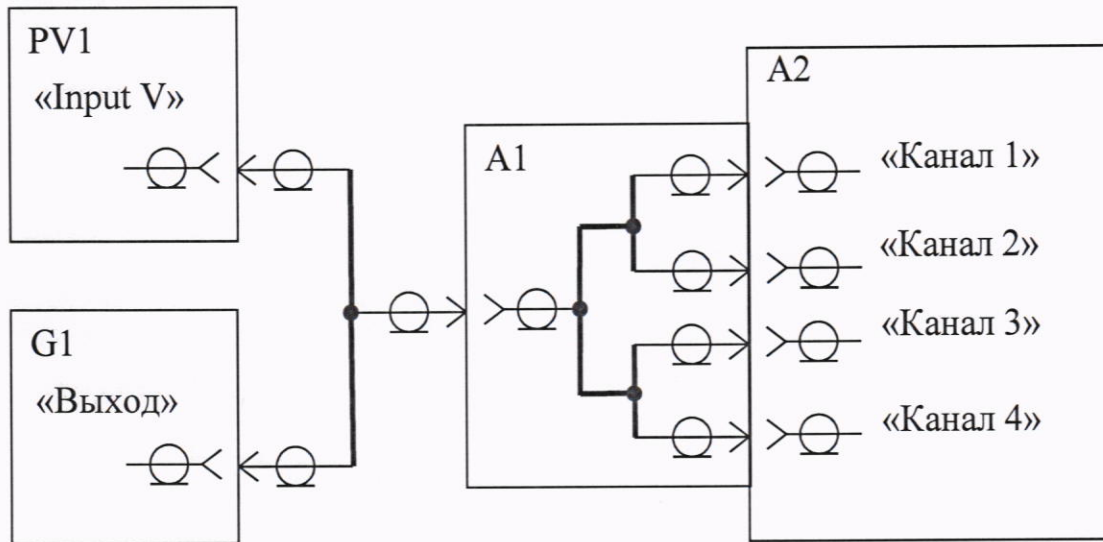 PV1
«Input V»
G1
«Выход»
A1
A2
«Канал 1»
«Канал 2»
«Канал 3»
«Канал 4»